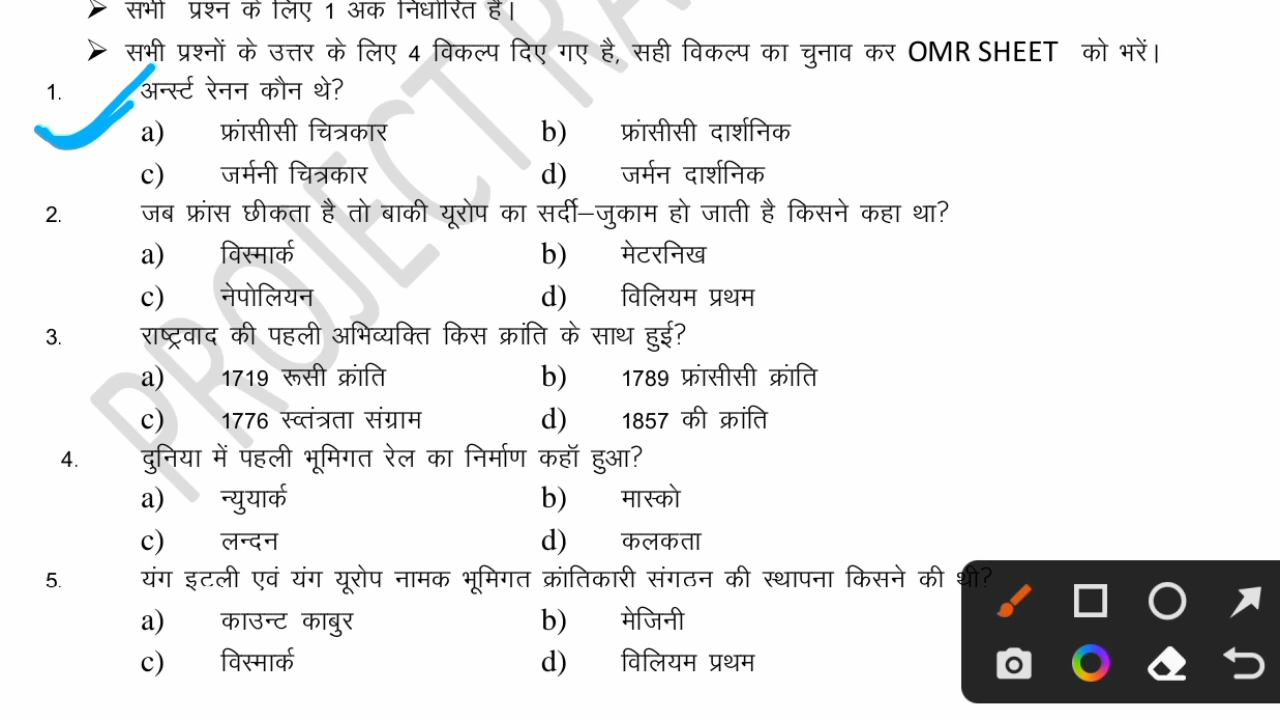 ➢ सभी प्रश्न के लिए 1 अंक निर्धारित है।
➢ सभी प्रश्नों के उत्तर के लिए 4 विकल्प दिए गए है, सही विकल्प का चुनाव कर OMR SHEET को भरें।
1. अर्न्स्ट रेनन कौन थे?
a) फ्रांसीसी चित्रकार b) फ्रांसीसी दार्शनिक
c) जर्मनी चित्रकार d) जर्मन दार्शनिक
2. जब फ्रांस छीकता है तो बाकी यूरोप का सर्दी–जुकाम हो जाती है किसने कहा था?
a) विस्मार्क b) मेटरनिख
c) नेपोलियन d) विलियम प्रथम
3. राष्ट्रवाद की पहली अभिव्यक्ति किस क्रांति के साथ हुई?
a) 1719 रूसी क्रांति b) 1789 फ्रांसीसी क्रांति
c) 1776 स्वतंत्रता संग्राम d) 1857 की क्रांति
4. दुनिया में पहली भूमिगत रेल का निर्माण कहॉ हुआ?
a) न्युयार्क b) मास्को
c) लन्दन d) कलकता
5. यंग इटली एवं यंग यूरोप नामक भूमिगत क्रांतिकारी संगठन की स्थापना किसने की थी?
a) काउन्ट काबुर b) मेजिनी
c) विस्मार्क d) विलियम प्रथम
PROJECT RA